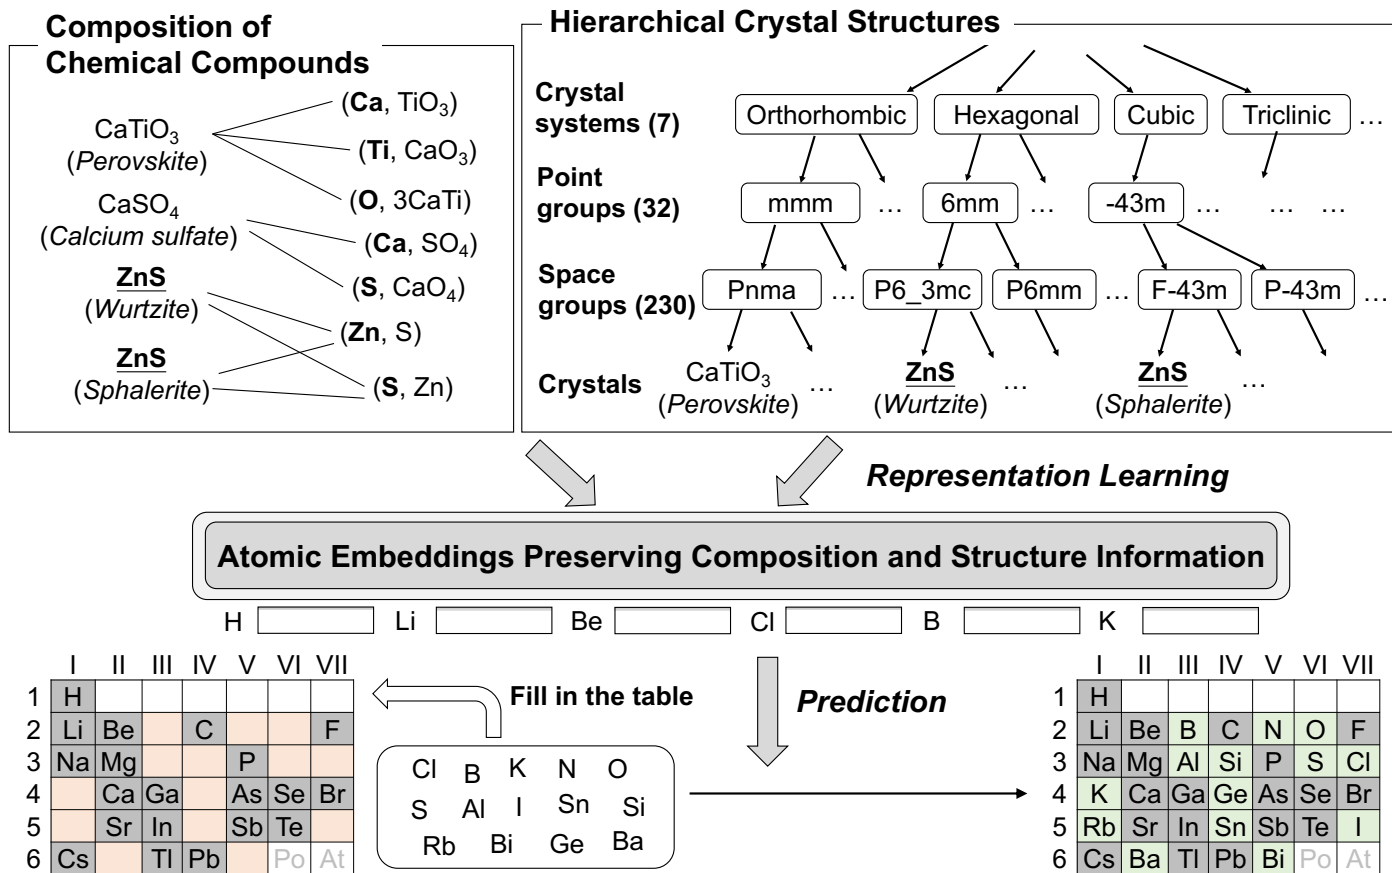 Composition of
Chemical Compounds
CaTiO₃
(Perovskite)
CaSO₄
(Calcium sulfate)
ZnS
(Wurtzite)
ZnS
(Sphalerite)
(Ca, TiO₃)
(Ti, CaO₃)
(O, 3CaTi)
(Ca, SO₄)
(S, CaO₄)
(Zn, S)
(S, Zn)
Hierarchical Crystal Structures
Crystal
systems (7)
Orthorhombic Hexagonal Cubic Triclinic …
Point
groups (32)
mmm … 6mm … -43m … … …
Space
groups (230)
Pnma … P6_3mc P6mm … F-43m P-43m …
Crystals
CaTiO₃ … ZnS … ZnS …
(Perovskite) (Wurtzite) (Sphalerite)
Representation Learning
Atomic Embeddings Preserving Composition and Structure Information
H Li Be Cl B K
I II III IV V VI VII
1 H
2 Li Be C F
3 Na Mg P
4 Ca Ga As Se Br
5 Sr In Sb Te
6 Cs Tl Pb Po At
Fill in the table
Cl B K N O
S Al I Sn Si
Rb Bi Ge Ba
Prediction
I II III IV V VI VII
1 H
2 Li Be B C N O F
3 Na Mg Al Si P S Cl
4 K Ca Ga Ge As Se Br
5 Rb Sr In Sn Sb Te I
6 Cs Ba Tl Pb Bi Po At